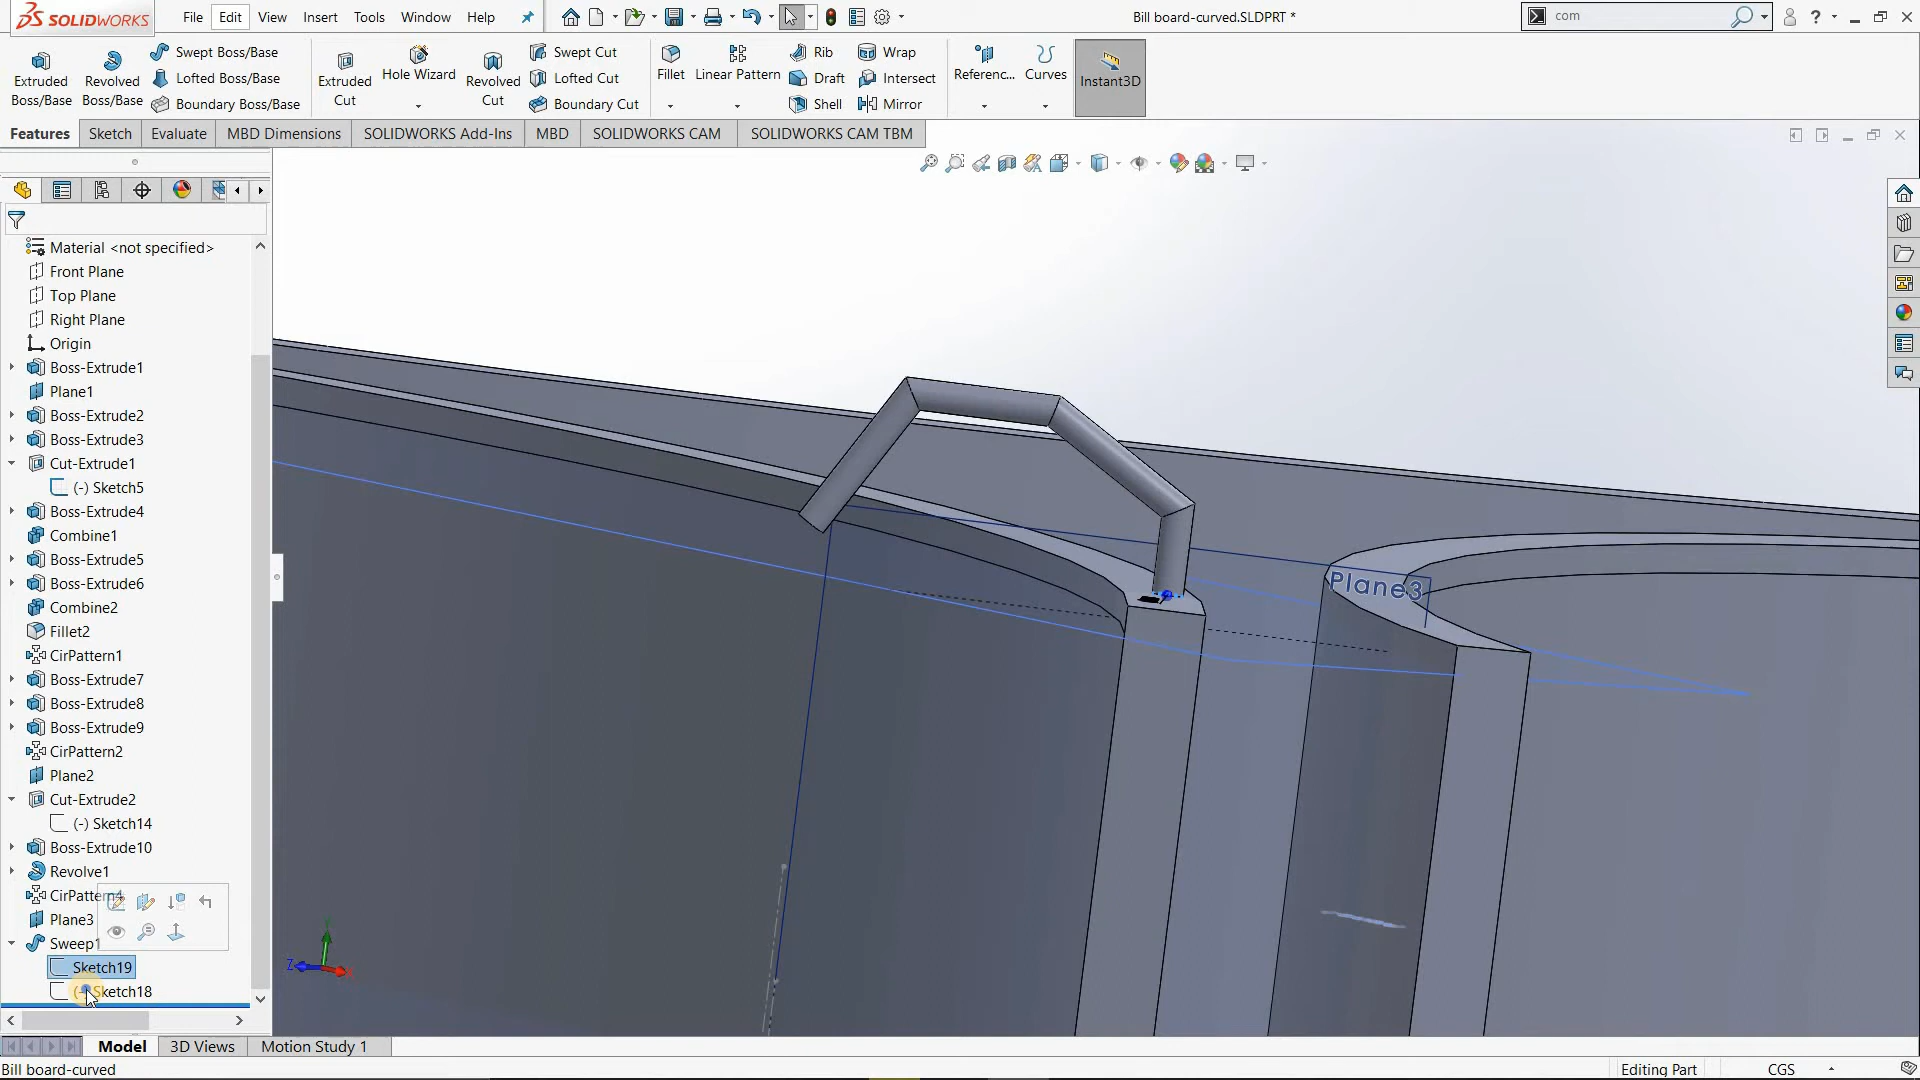 SOLIDWORKS File Edit View Insert Tools Window Help
Bill board-curved.SLDPRT *
com
?
Extruded Boss/Base
Revolved Boss/Base
Swept Boss/Base
Lofted Boss/Base
Boundary Boss/Base
Extruded Cut
Hole Wizard
Revolved Cut
Swept Cut
Lofted Cut
Boundary Cut
Fillet
Linear Pattern
Rib
Draft
Shell
Wrap
Intersect
Mirror
Referenc...
Curves
Instant3D
Features Sketch Evaluate MBD Dimensions SOLIDWORKS Add-Ins MBD SOLIDWORKS CAM SOLIDWORKS CAM TBM
Material <not specified>
Front Plane
Top Plane
Right Plane
Origin
Boss-Extrude1
Plane1
Boss-Extrude2
Boss-Extrude3
Cut-Extrude1
(-) Sketch5
Boss-Extrude4
Combine1
Boss-Extrude5
Boss-Extrude6
Combine2
Fillet2
CirPattern1
Boss-Extrude7
Boss-Extrude8
Boss-Extrude9
CirPattern2
Plane2
Cut-Extrude2
(-) Sketch14
Boss-Extrude10
Revolve1
CirPattern4
Plane3
Sweep1
Sketch19
(-) Sketch18
Plane3
Z
Model 3D Views Motion Study 1
Bill board-curved
Editing Part CGS